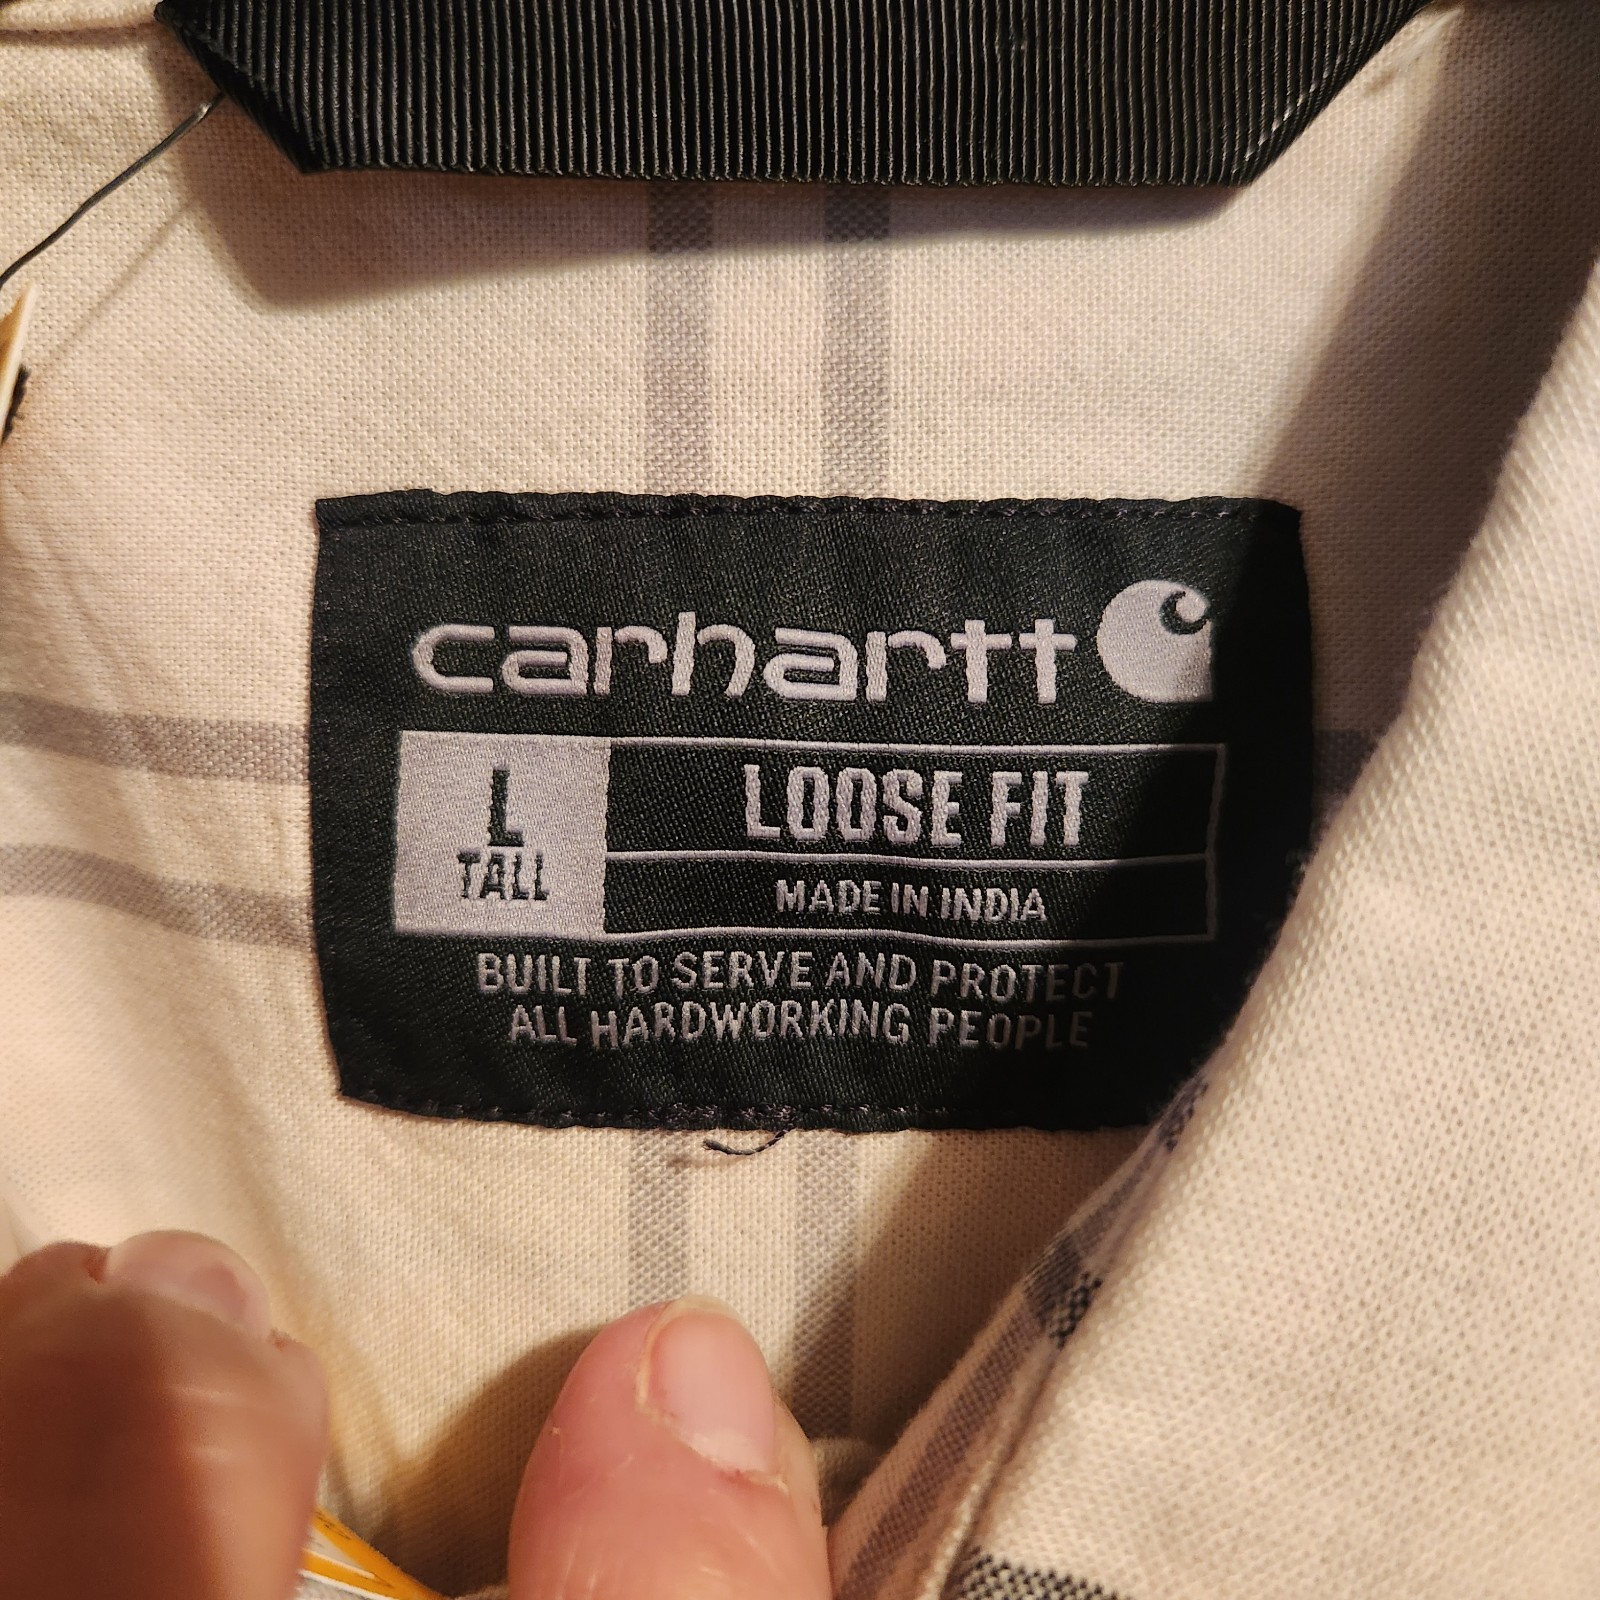 carhartt
L
TALL
LOOSE FIT
MADE IN INDIA
BUILT TO SERVE AND PROTECT
ALL HARDWORKING PEOPLE